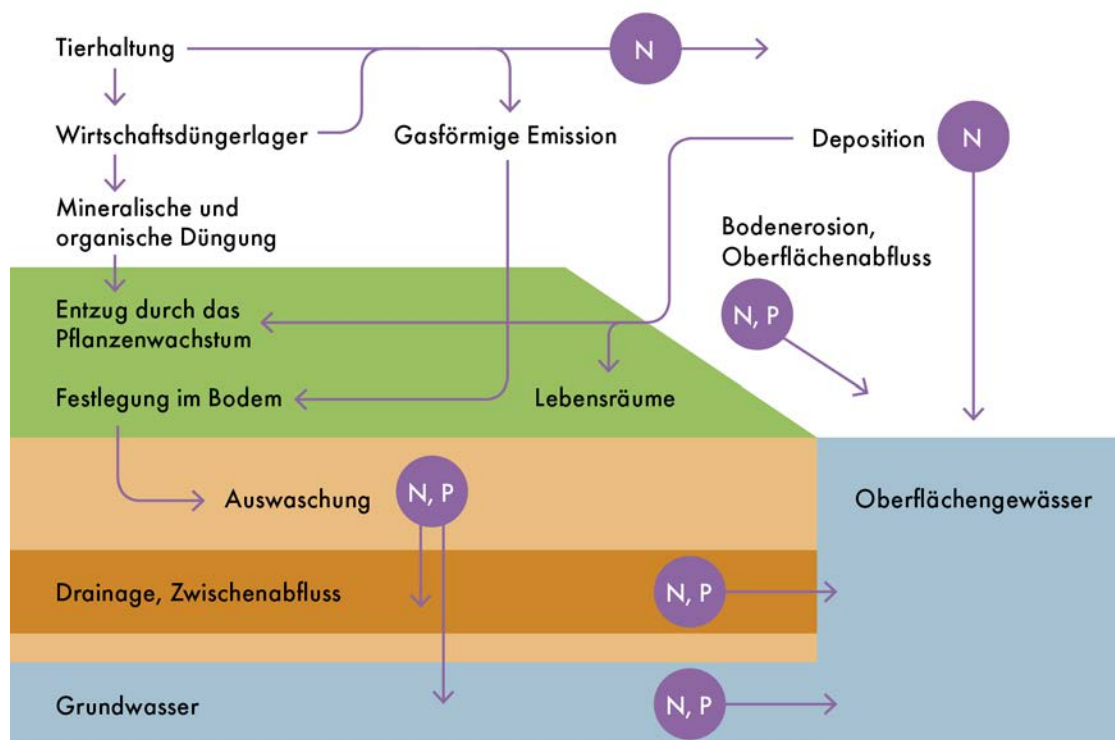 Tierhaltung
N
Wirtschaftsdüngerlager
Gasförmige Emission
Deposition
N
Mineralische und
organische Düngung
Bodenerosion,
Oberflächenabfluss
N, P
Entzug durch das
Pflanzenwachstum
Festlegung im Bodem
Lebensräume
Auswaschung
N, P
Oberflächengewässer
Drainage, Zwischenabfluss
N, P
Grundwasser
N, P